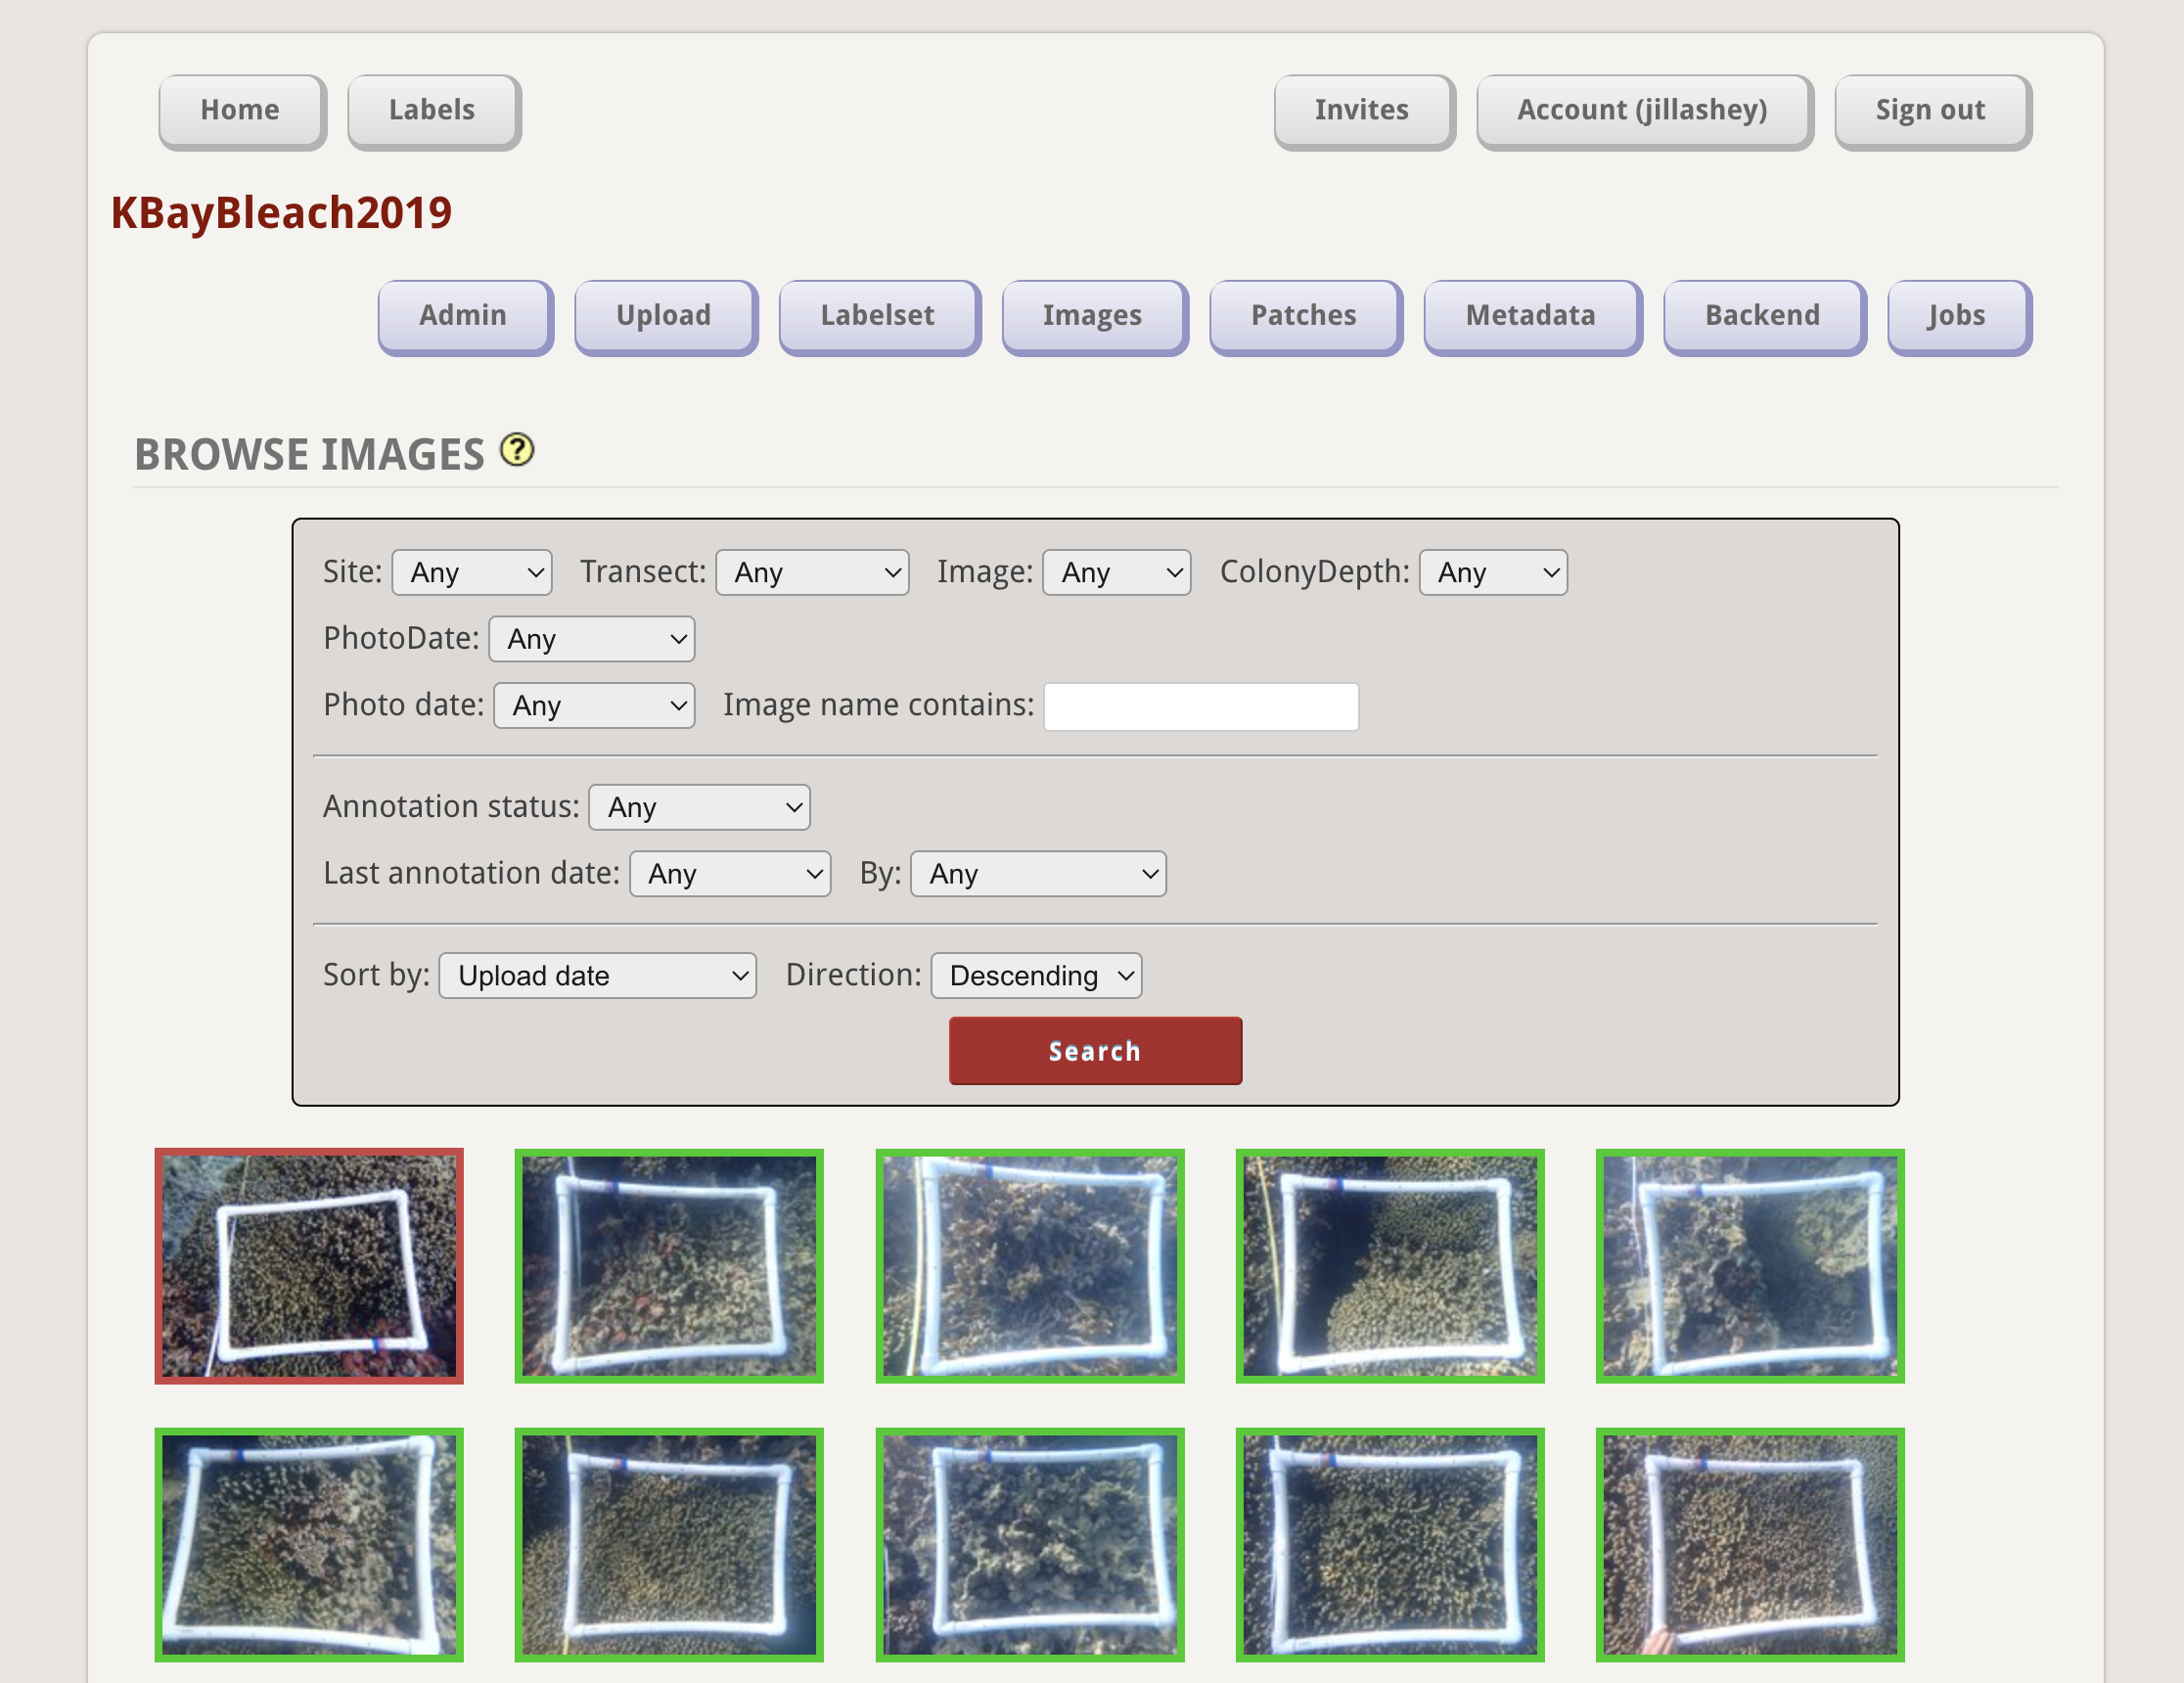 Home Labels Invites Account (jillashey) Sign out
KBayBleach2019
Admin Upload Labelset Images Patches Metadata Backend Jobs
BROWSE IMAGES ?
Site: Any Transect: Any Image: Any ColonyDepth: Any
PhotoDate: Any
Photo date: Any Image name contains:
Annotation status: Any
Last annotation date: Any By: Any
Sort by: Upload date Direction: Descending
Search